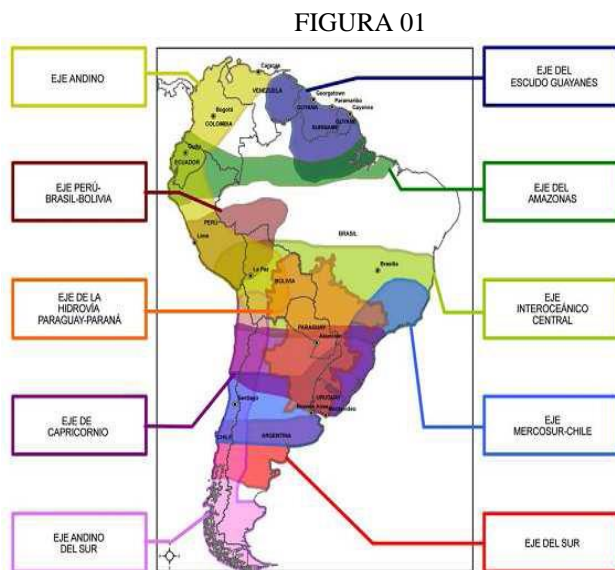 FIGURA 01
EJE ANDINO
EJE DEL
ESCUDO GUAYANÉS
EJE PERÚ-
BRASIL-BOLIVIA
EJE DEL
AMAZONAS
EJE DE LA
HIDROVÍA
PARAGUAY-PARANÁ
EJE
INTEROCEÁNICO
CENTRAL
EJE DE
CAPRICORNIO
EJE
MERCOSUR-CHILE
EJE ANDINO
DEL SUR
EJE DEL SUR
Caracas
VENEZUELA
Georgetown
Paramaribo
GUYANA
Cayenne
SURINAME
GUYANE
Bogotá
COLOMBIA
Quito
ECUADOR
PERÚ
BRASIL
Lima
La Paz
BOLIVIA
Brasilia
PARAGUAY
Asunción
Santiago
URUGUAY
Buenos Aires
Montevideo
CHILE
ARGENTINA